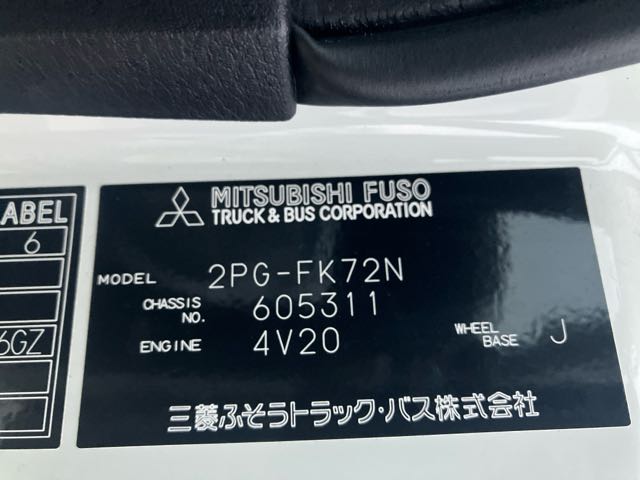 ABEL
6
6GZ
MITSUBISHI FUSO
TRUCK & BUS CORPORATION
MODEL 2PG-FK72N
CHASSIS NO. 605311
ENGINE 4V20
WHEEL BASE J
三菱ふそうトラック・バス株式会社